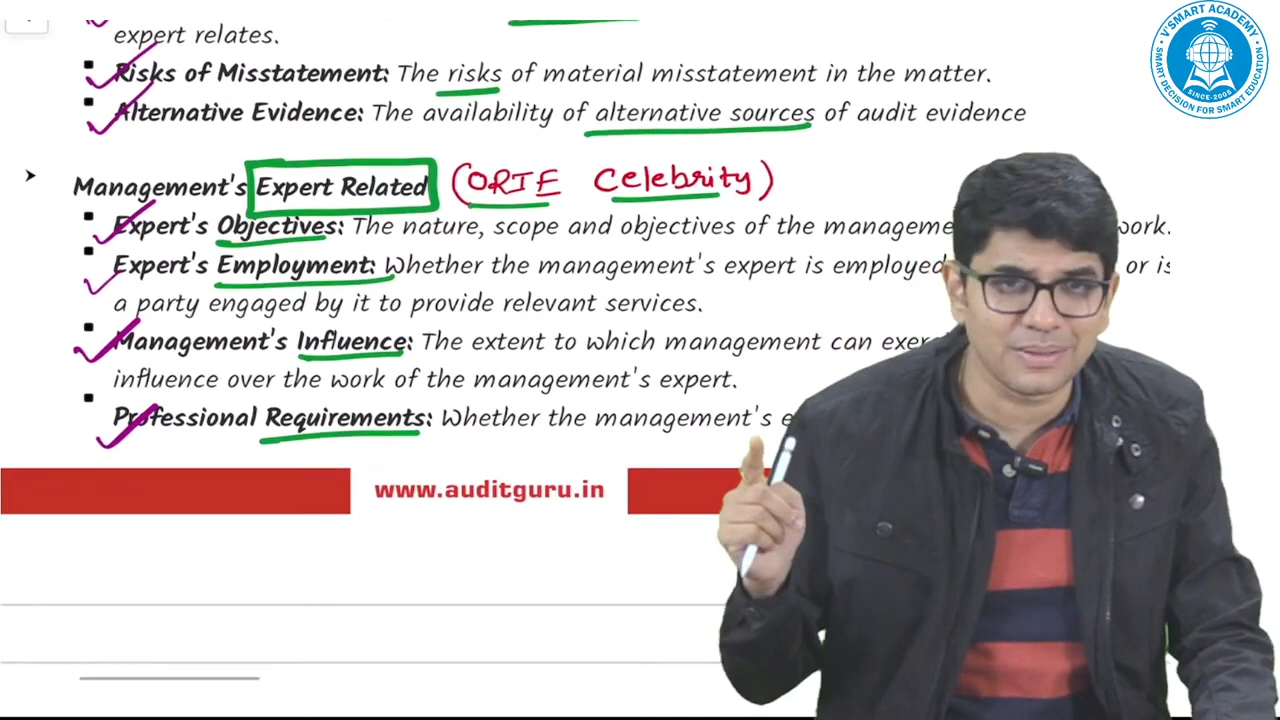 expert relates.
Risks of Misstatement: The risks of material misstatement in the matter.
Alternative Evidence: The availability of alternative sources of audit evidence
Management's Expert Related (ORIE Celebrity)
Expert's Objectives: The nature, scope and objectives of the manageme work.
Expert's Employment: Whether the management's expert is employed or is
a party engaged by it to provide relevant services.
Management's Influence: The extent to which management can exer
influence over the work of the management's expert.
Professional Requirements: Whether the management's e
www.auditguru.in
V'SMART ACADEMY
SINCE-2005
SMART DECISION FOR SMART EDUCATION